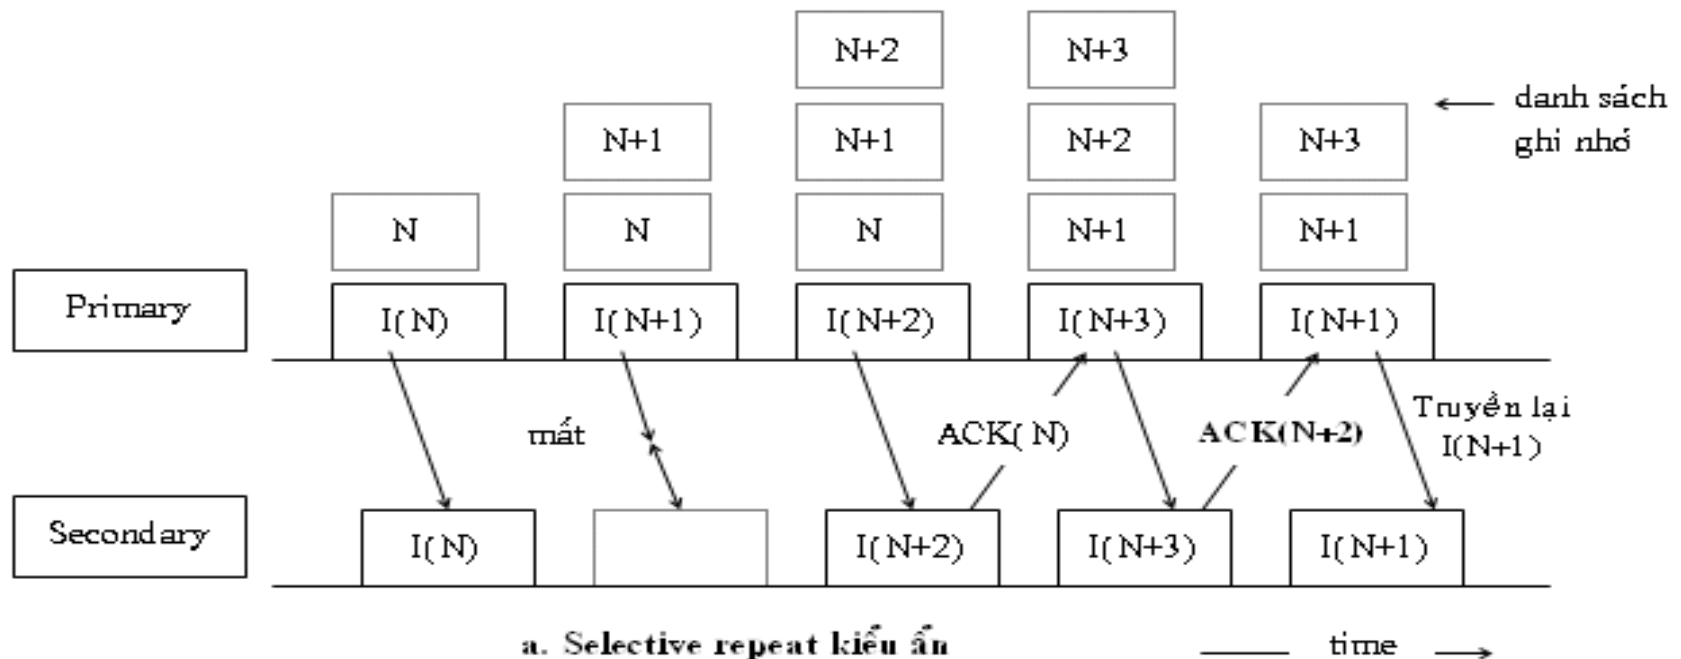 N+2 N+3
N+1 N+1 N+2 N+3 danh sách
ghi nhớ
N N N N+1 N+1
Primary I(N) I(N+1) I(N+2) I(N+3) I(N+1)
mất ACK(N) ACK(N+2) Truyền lại
I(N+1)
Secondary I(N) I(N+2) I(N+3) I(N+1)
a. Selective repeat kiểu ẩn time